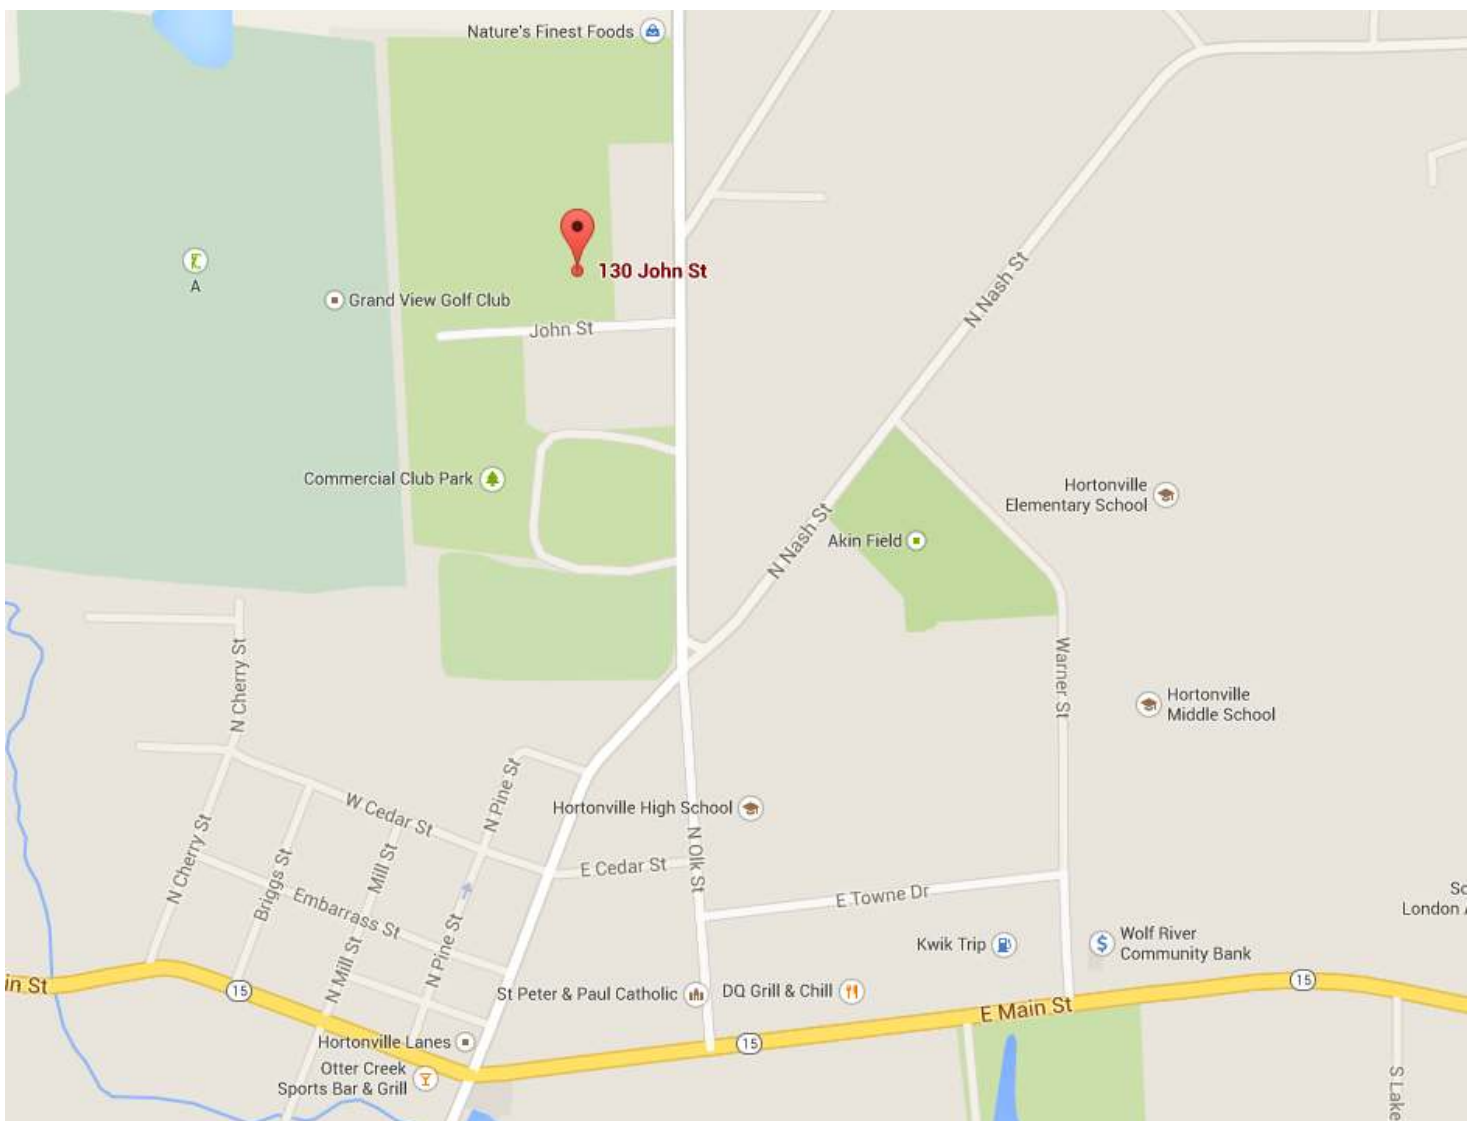 Nature's Finest Foods
130 John St
A
Grand View Golf Club
John St
N Nash St
Commercial Club Park
Hortonville
Elementary School
N Nash St
Akin Field
N Cherry St
Warner St
Hortonville
Middle School
W Cedar St
N Pine St
Hortonville High School
N Cherry St
Briggs St
Mill St
E Cedar St
N Olk St
Embarrass St
E Towne Dr
So
London A
N Pine St
Kwik Trip
Wolf River
Community Bank
$
in St
15
N Mill St
St Peter & Paul Catholic
DQ Grill & Chill
15
E Main St
Hortonville Lanes
15
Otter Creek
Sports Bar & Grill
S Lake